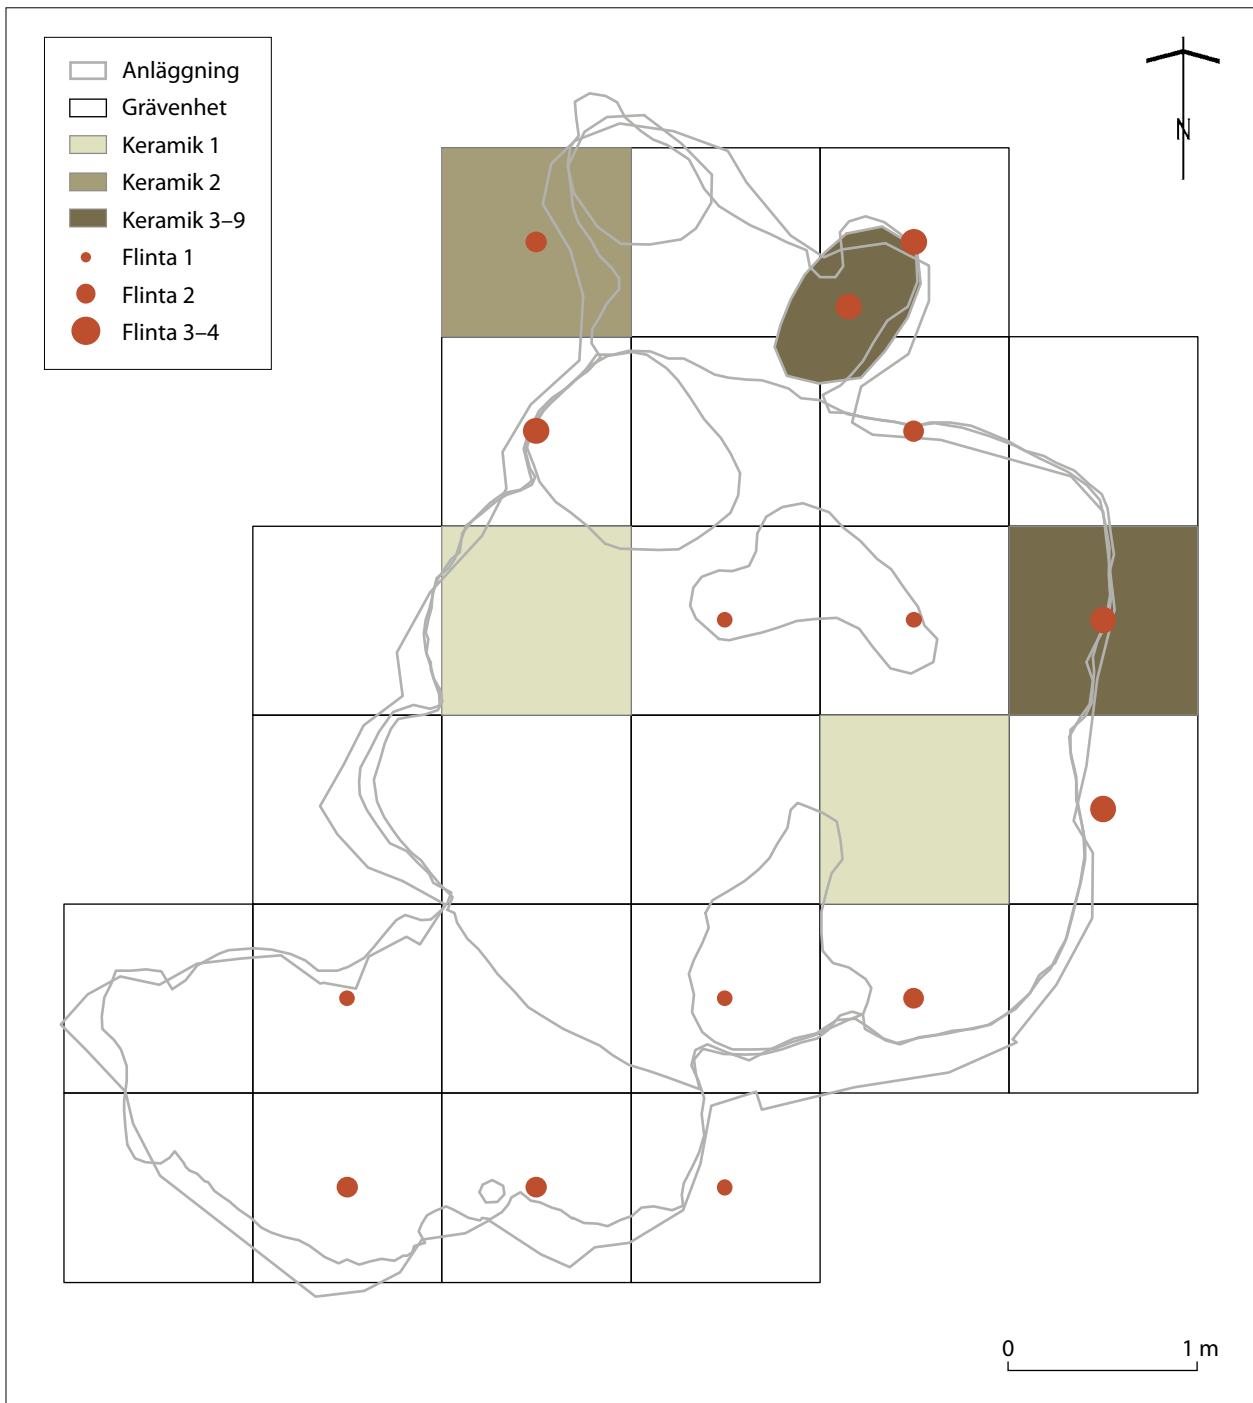 Anläggning
Grävenhet
Keramik 1
Keramik 2
Keramik 3–9
Flinta 1
Flinta 2
Flinta 3–4
N
0 1 m